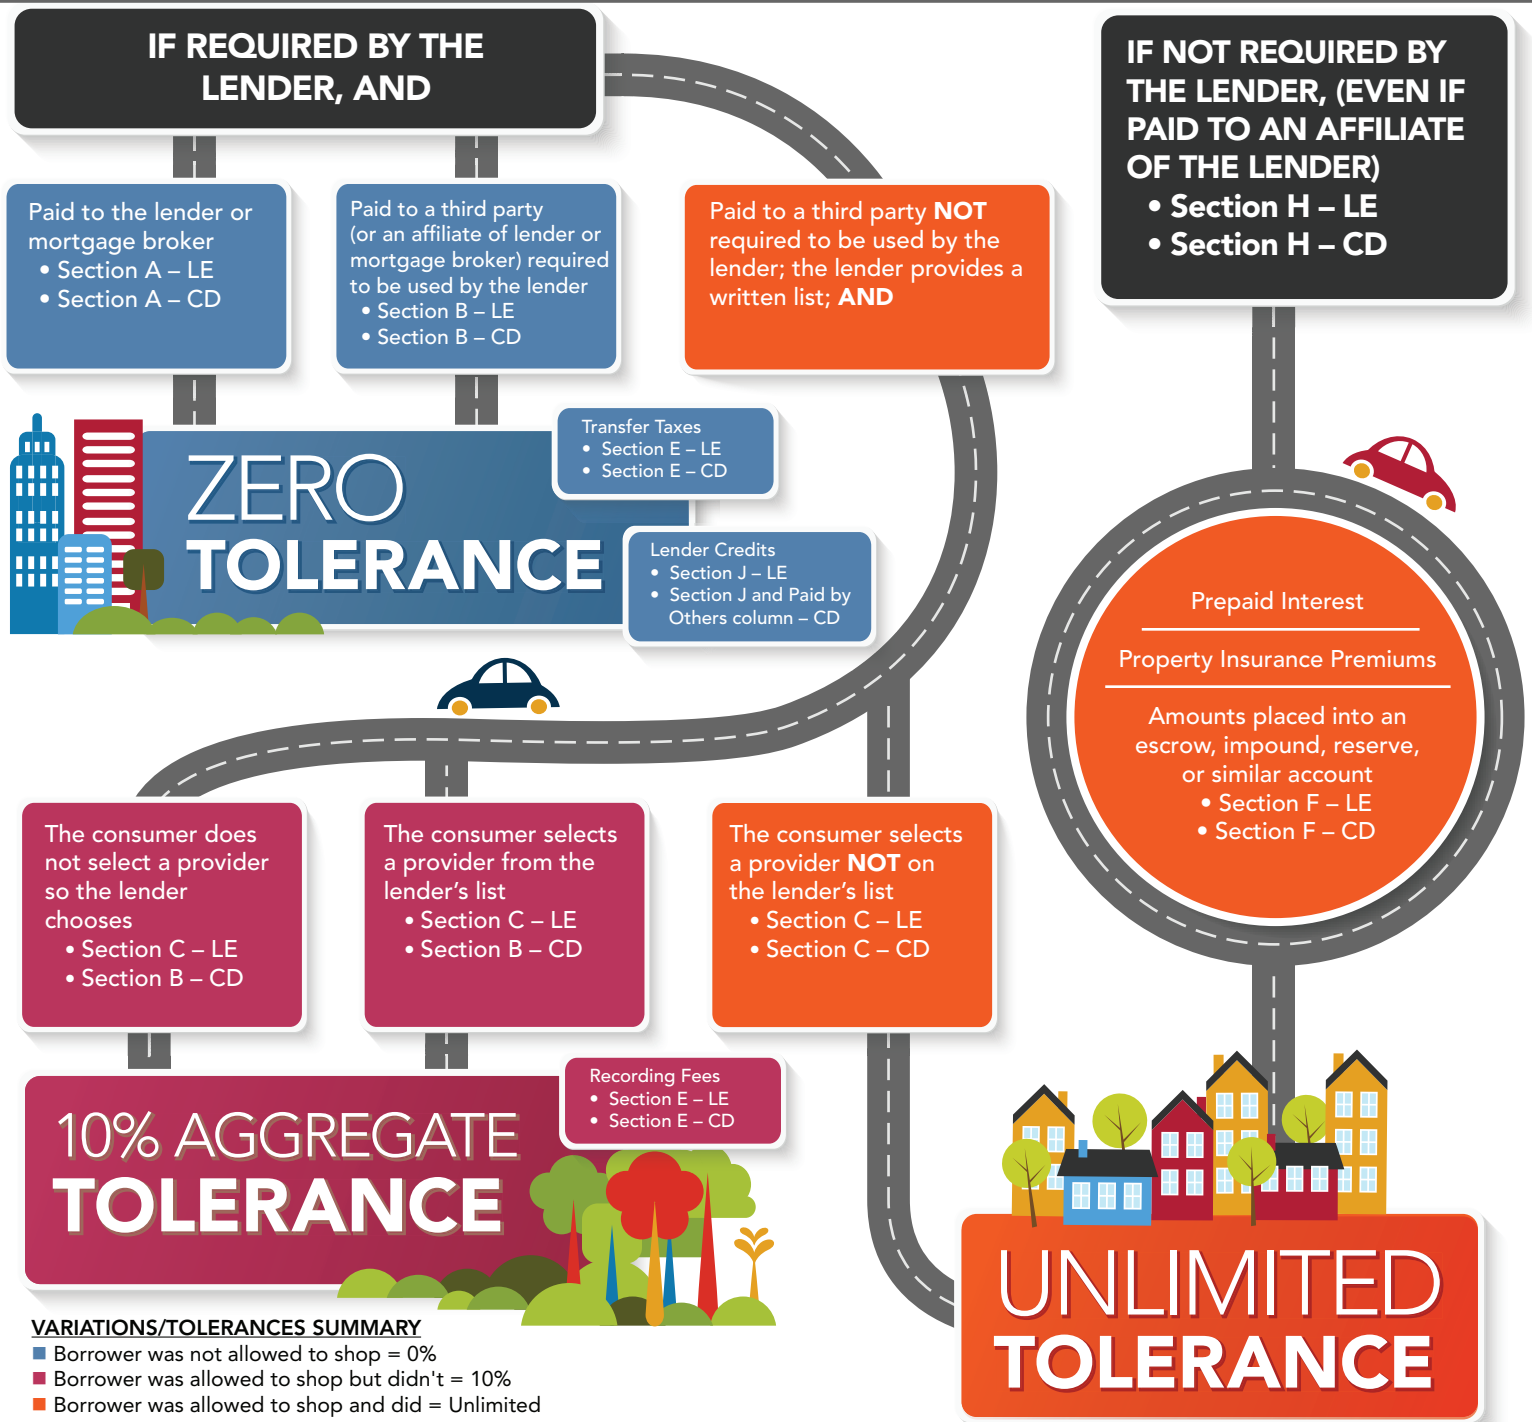 IF REQUIRED BY THE
LENDER, AND
IF NOT REQUIRED BY
THE LENDER, (EVEN IF
PAID TO AN AFFILIATE
OF THE LENDER)
• Section H – LE
• Section H – CD
Paid to the lender or
mortgage broker
• Section A – LE
• Section A – CD
Paid to a third party
(or an affiliate of lender or
mortgage broker) required
to be used by the lender
• Section B – LE
• Section B – CD
Paid to a third party NOT
required to be used by the
lender; the lender provides a
written list; AND
ZERO
TOLERANCE
Transfer Taxes
• Section E – LE
• Section E – CD
Lender Credits
• Section J – LE
• Section J and Paid by
Others column – CD
Prepaid Interest
Property Insurance Premiums
Amounts placed into an
escrow, impound, reserve,
or similar account
• Section F – LE
• Section F – CD
The consumer does
not select a provider
so the lender
chooses
• Section C – LE
• Section B – CD
The consumer selects
a provider from the
lender's list
• Section C – LE
• Section B – CD
The consumer selects
a provider NOT on
the lender's list
• Section C – LE
• Section C – CD
10% AGGREGATE
TOLERANCE
Recording Fees
• Section E – LE
• Section E – CD
UNLIMITED
TOLERANCE
VARIATIONS/TOLERANCES SUMMARY
Borrower was not allowed to shop = 0%
Borrower was allowed to shop but didn't = 10%
Borrower was allowed to shop and did = Unlimited